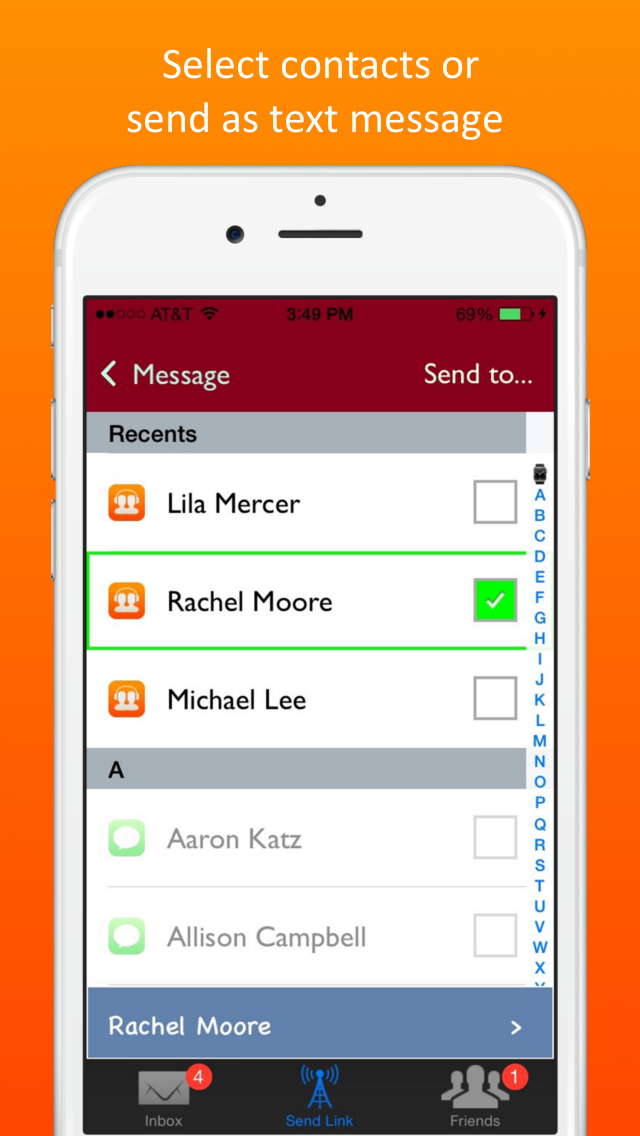 Select contacts or
send as text message
AT&T 3:49 PM 69%
Message Send to...
Recents
Lila Mercer
A
B
C
Rachel Moore
D
E
F
G
H
Michael Lee
I
J
K
L
M
A
N
O
P
Aaron Katz
Q
R
S
T
Allison Campbell
U
V
W
X
Rachel Moore >
4 1
Inbox Send Link Friends